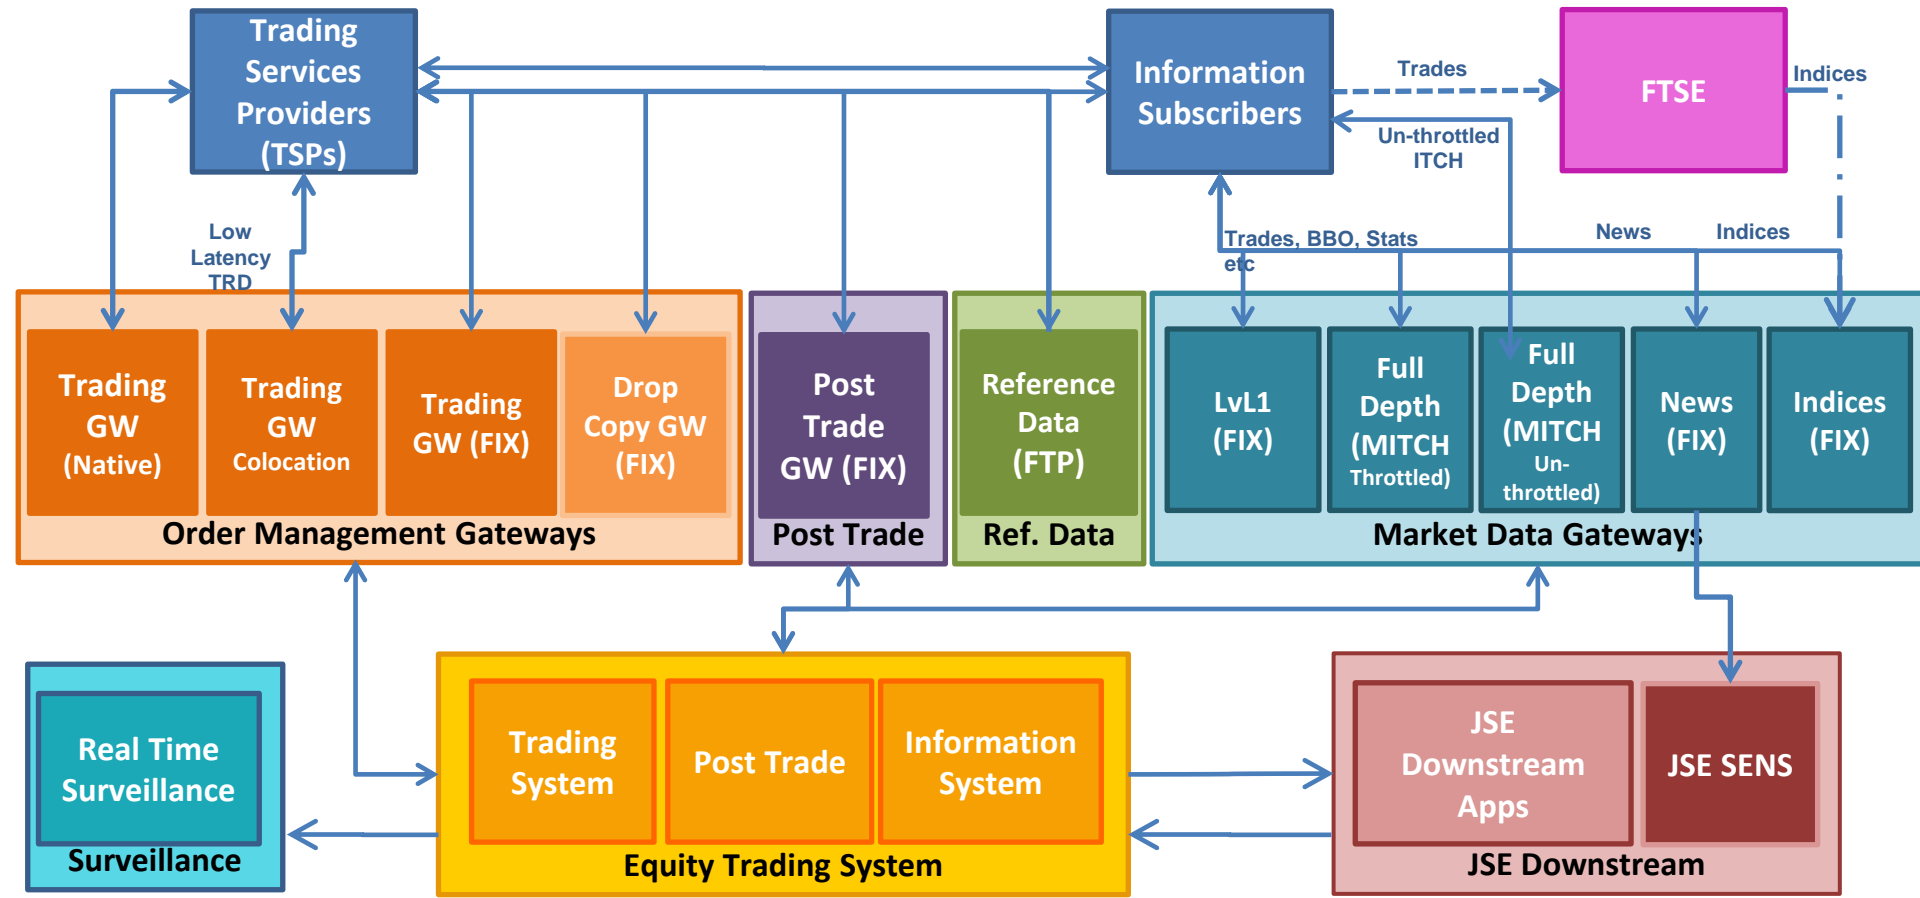 Trading
Services
Providers
(TSPs)
Information
Subscribers
Trades
FTSE
Indices
Un-throttled
ITCH
Low
Latency
TRD
Trades, BBO, Stats
etc
News
Indices
Trading
GW
(Native)
Trading
GW
Colocation
Trading
GW (FIX)
Drop
Copy GW
(FIX)
Order Management Gateways
Post
Trade
GW (FIX)
Post Trade
Reference
Data
(FTP)
Ref. Data
LvL1
(FIX)
Full
Depth
(MITCH
Throttled)
Full
Depth
(MITCH
Un-
throttled)
News
(FIX)
Indices
(FIX)
Market Data Gateways
Real Time
Surveillance
Surveillance
Trading
System
Post Trade
Information
System
Equity Trading System
JSE
Downstream
Apps
JSE SENS
JSE Downstream